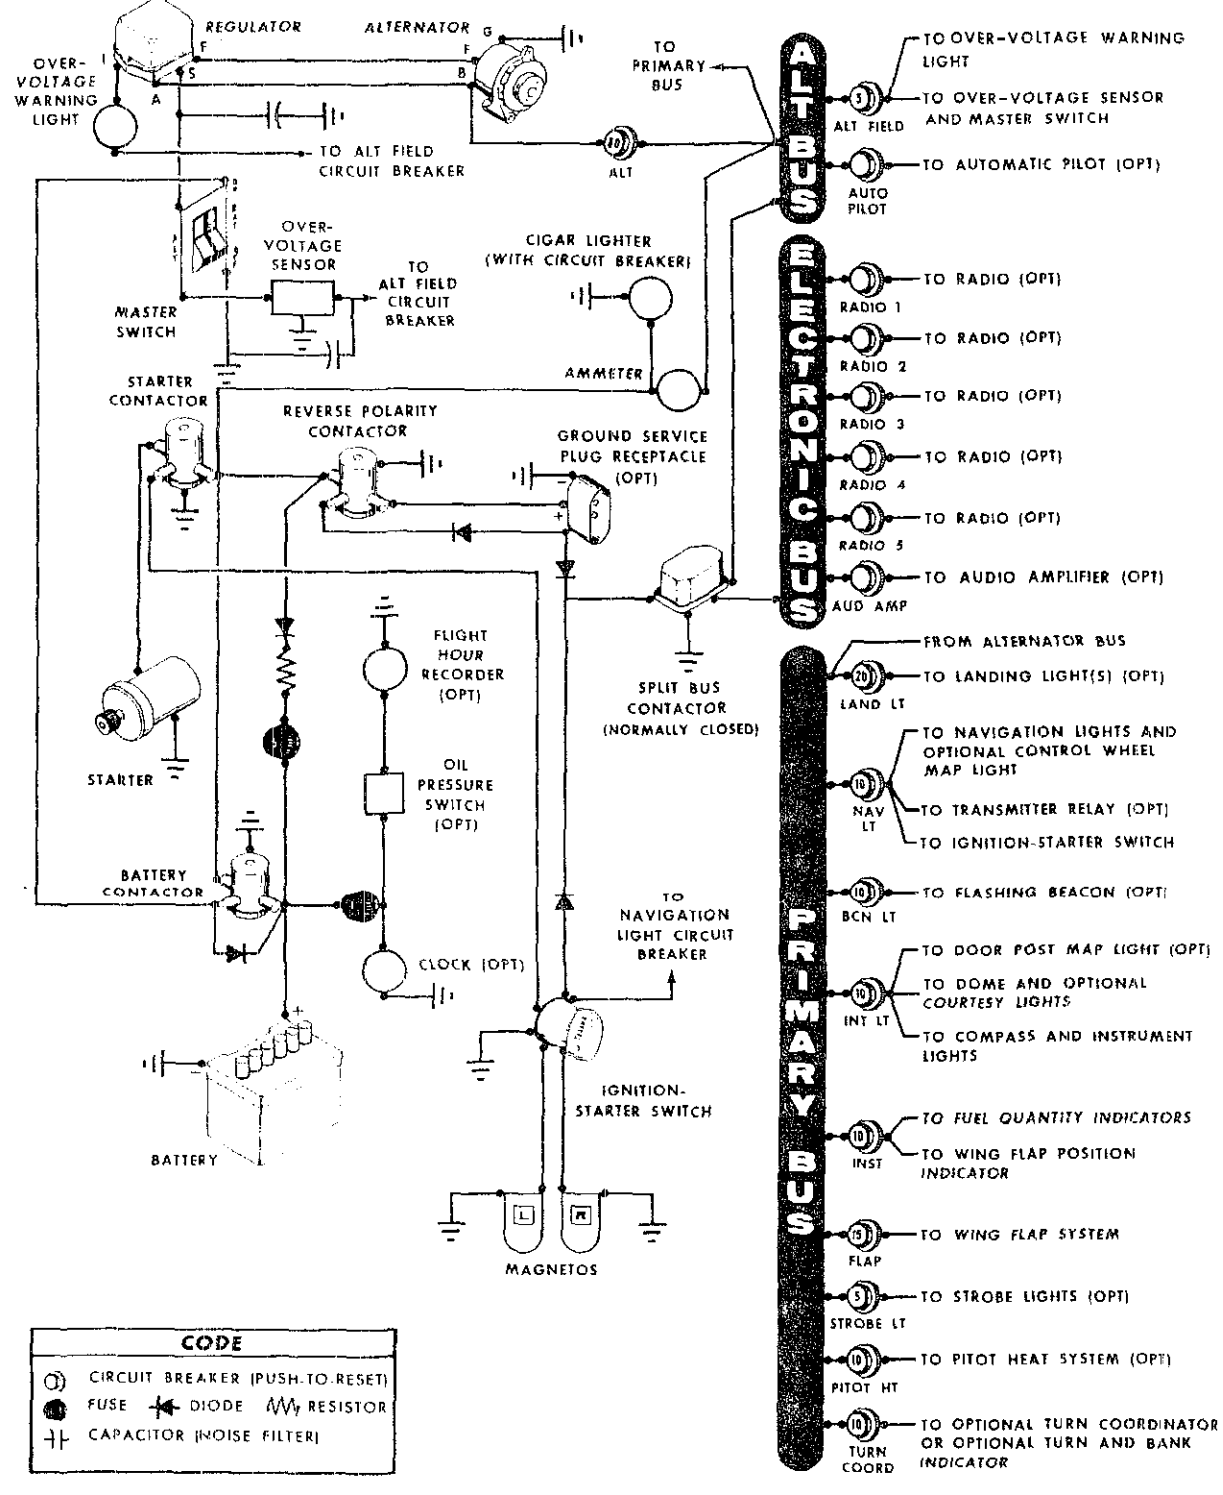 REGULATOR
ALTERNATOR
G
F
F
I
S
B
A
OVER-
VOLTAGE
WARNING
LIGHT
TO
PRIMARY
BUS
60
ALT
TO ALT FIELD
CIRCUIT BREAKER
OVER-
VOLTAGE
SENSOR
TO
ALT FIELD
CIRCUIT
BREAKER
MASTER
SWITCH
CIGAR LIGHTER
(WITH CIRCUIT BREAKER)
AMMETER
STARTER
CONTACTOR
REVERSE POLARITY
CONTACTOR
GROUND SERVICE
PLUG RECEPTACLE
(OPT)
-
+
FLIGHT
HOUR
RECORDER
(OPT)
SPLIT BUS
CONTACTOR
(NORMALLY CLOSED)
STARTER
OIL
PRESSURE
SWITCH
(OPT)
BATTERY
CONTACTOR
TO
NAVIGATION
LIGHT CIRCUIT
BREAKER
CLOCK (OPT)
+
-
BATTERY
IGNITION-
STARTER SWITCH
L
R
MAGNETOS
ALT BUS
TO OVER-VOLTAGE WARNING
LIGHT
5
TO OVER-VOLTAGE SENSOR
AND MASTER SWITCH
ALT FIELD
TO AUTOMATIC PILOT (OPT)
AUTO
PILOT
ELECTRONIC BUS
TO RADIO (OPT)
RADIO 1
TO RADIO (OPT)
RADIO 2
TO RADIO (OPT)
RADIO 3
TO RADIO (OPT)
RADIO 4
TO RADIO (OPT)
RADIO 5
TO AUDIO AMPLIFIER (OPT)
AUD AMP
PRIMARY BUS
FROM ALTERNATOR BUS
20
TO LANDING LIGHT(S) (OPT)
LAND LT
TO NAVIGATION LIGHTS AND
OPTIONAL CONTROL WHEEL
MAP LIGHT
10
NAV
LT
TO TRANSMITTER RELAY (OPT)
TO IGNITION-STARTER SWITCH
10
TO FLASHING BEACON (OPT)
BCN LT
TO DOOR POST MAP LIGHT (OPT)
10
TO DOME AND OPTIONAL
COURTESY LIGHTS
INT LT
TO COMPASS AND INSTRUMENT
LIGHTS
TO FUEL QUANTITY INDICATORS
10
INST
TO WING FLAP POSITION
INDICATOR
15
TO WING FLAP SYSTEM
FLAP
5
TO STROBE LIGHTS (OPT)
STROBE LT
10
TO PITOT HEAT SYSTEM (OPT)
PITOT HT
10
TO OPTIONAL TURN COORDINATOR
OR OPTIONAL TURN AND BANK
INDICATOR
TURN
COORD
CODE
CIRCUIT BREAKER (PUSH-TO-RESET)
FUSE DIODE RESISTOR
CAPACITOR (NOISE FILTER)